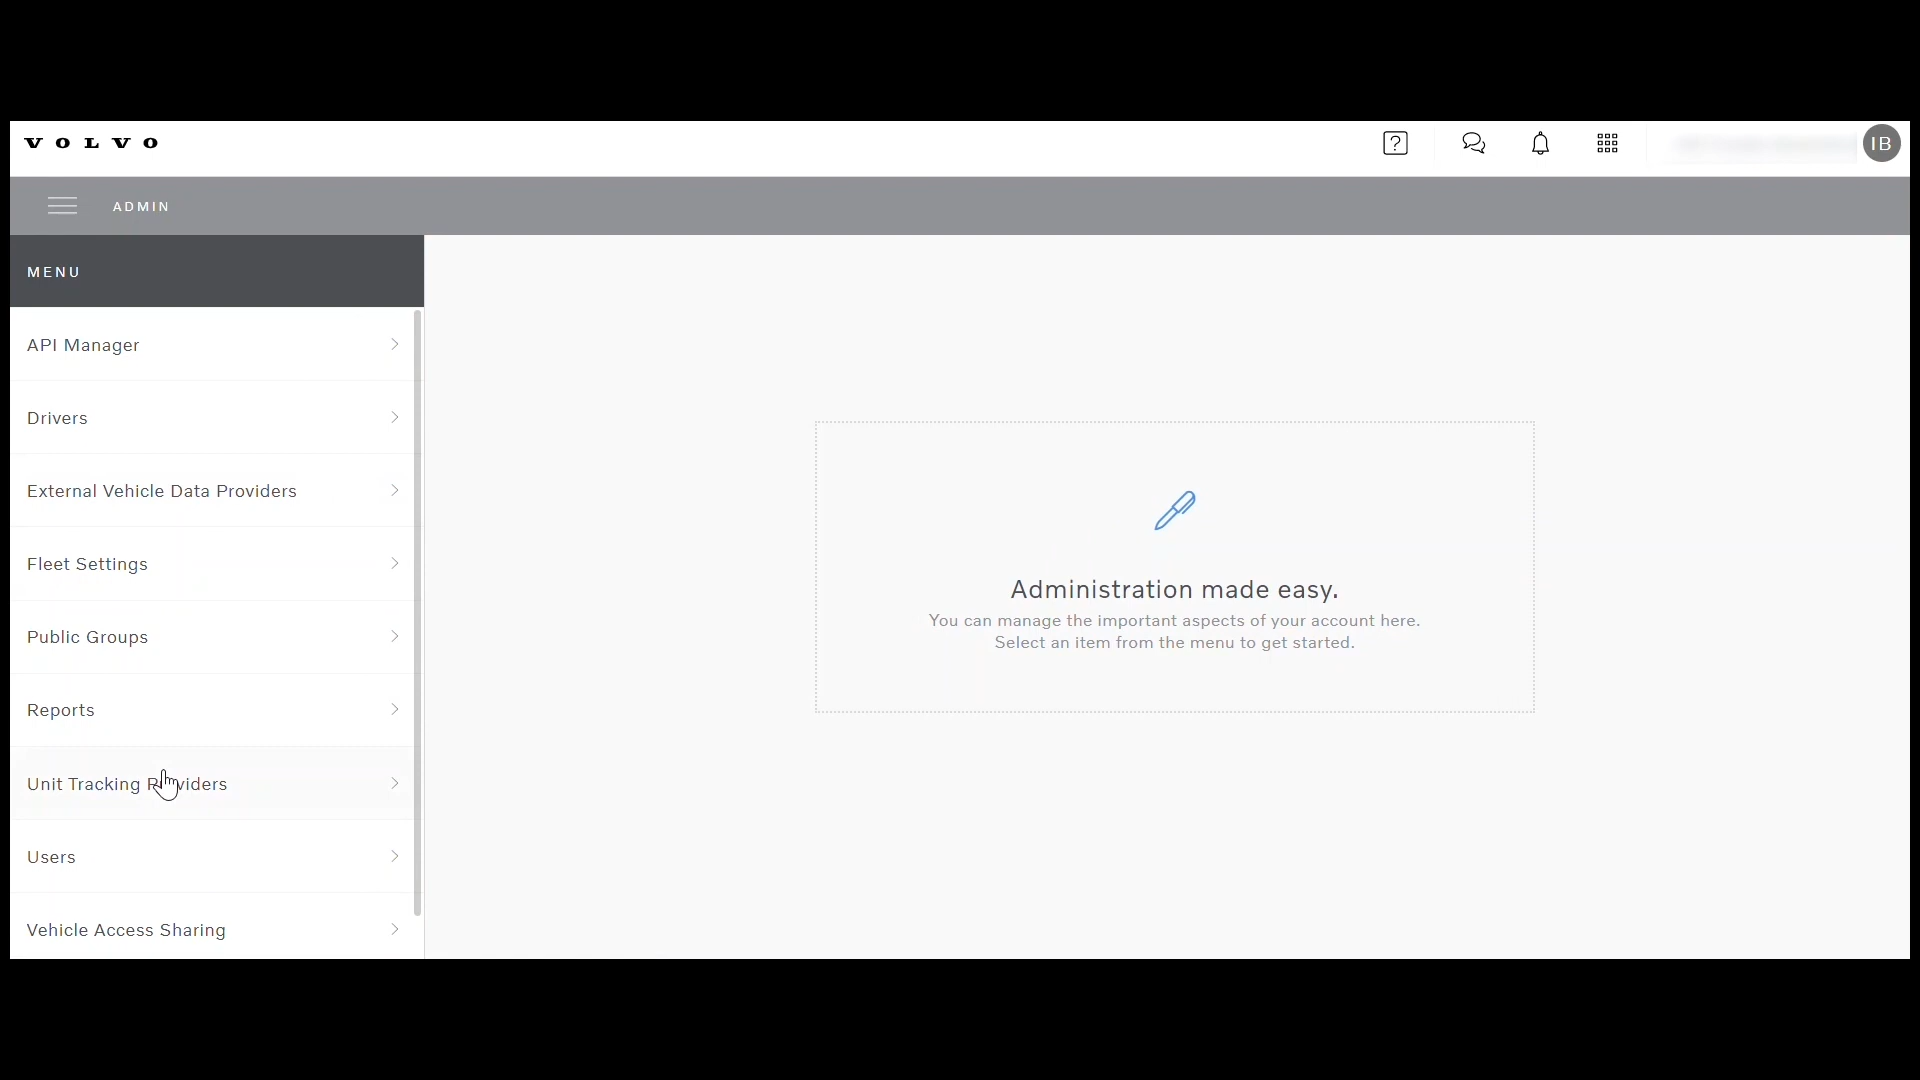 VOLVO
?
IB
ADMIN
MENU
API Manager
Drivers
External Vehicle Data Providers
Fleet Settings
Public Groups
Reports
Unit Tracking Providers
Users
Vehicle Access Sharing
Administration made easy.
You can manage the important aspects of your account here.
Select an item from the menu to get started.